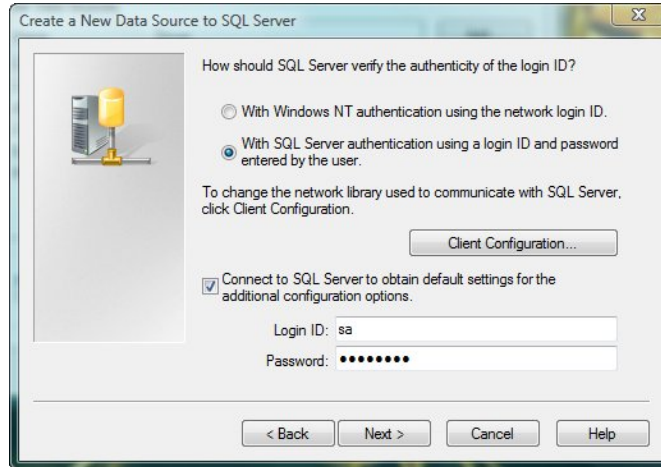 Create a New Data Source to SQL Server
How should SQL Server verify the authenticity of the login ID?
With Windows NT authentication using the network login ID.
With SQL Server authentication using a login ID and password
entered by the user.
To change the network library used to communicate with SQL Server,
click Client Configuration.
Client Configuration...
Connect to SQL Server to obtain default settings for the
additional configuration options.
Login ID: sa
Password: ●●●●●●●●
< Back Next > Cancel Help